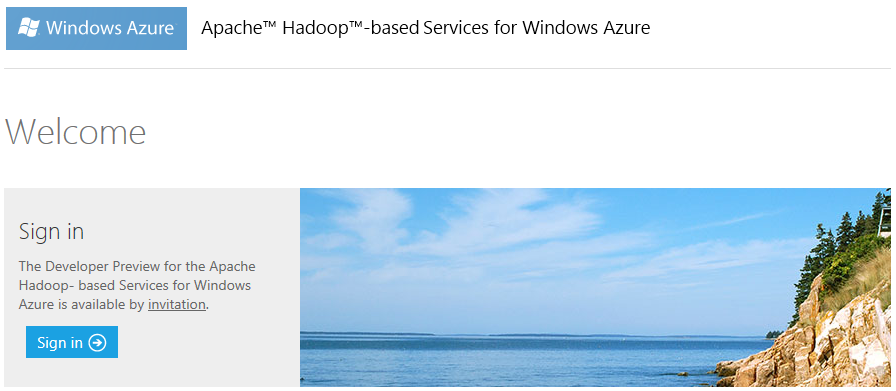 Windows Azure Apache™ Hadoop™-based Services for Windows Azure
Welcome
Sign in
The Developer Preview for the Apache
Hadoop- based Services for Windows
Azure is available by invitation.
Sign in